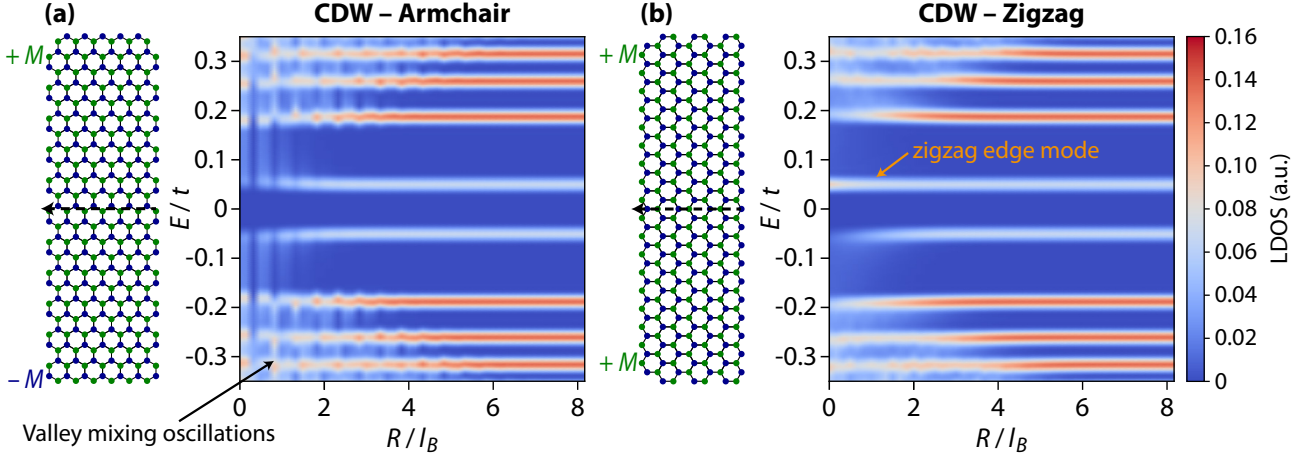 (a)
CDW – Armchair
+ M
– M
E / t
0.3
0.2
0.1
0
-0.1
-0.2
-0.3
0
2
4
6
8
R / l_B
Valley mixing oscillations
(b)
CDW – Zigzag
+ M
+ M
E / t
0.3
0.2
0.1
0
-0.1
-0.2
-0.3
zigzag edge mode
0
2
4
6
8
R / l_B
0.16
0.14
0.12
0.10
0.08
0.06
0.04
0.02
0
LDOS (a.u.)